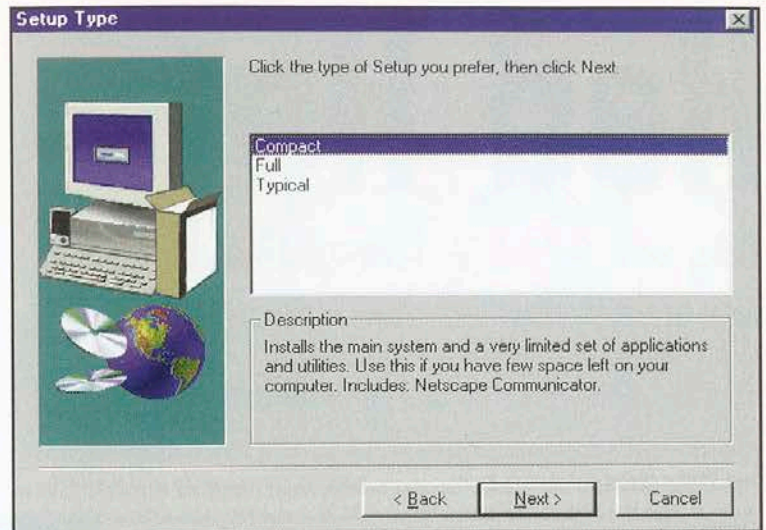 Setup Type
Click the type of Setup you prefer, then click Next.
Compact
Full
Typical
Description
Installs the main system and a very limited set of applications
and utilities. Use this if you have few space left on your
computer. Includes: Netscape Communicator.
< Back
Next >
Cancel